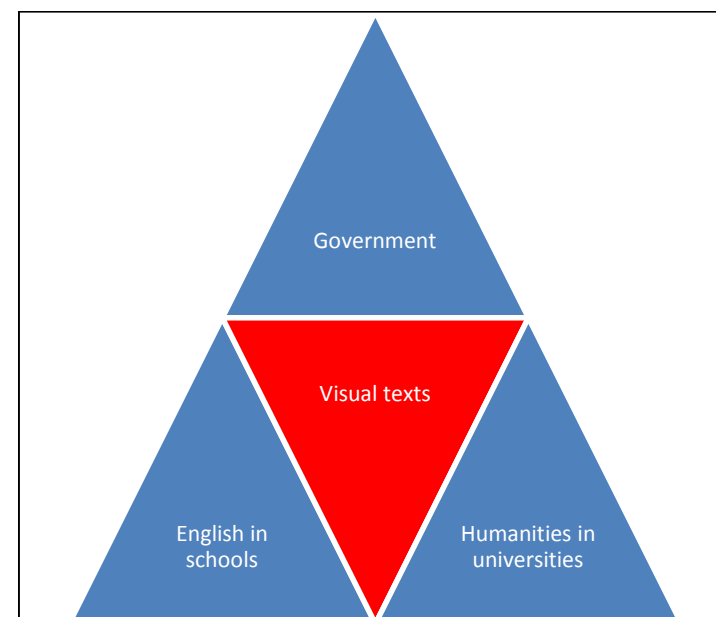 Government
Visual texts
English in
schools
Humanities in
universities